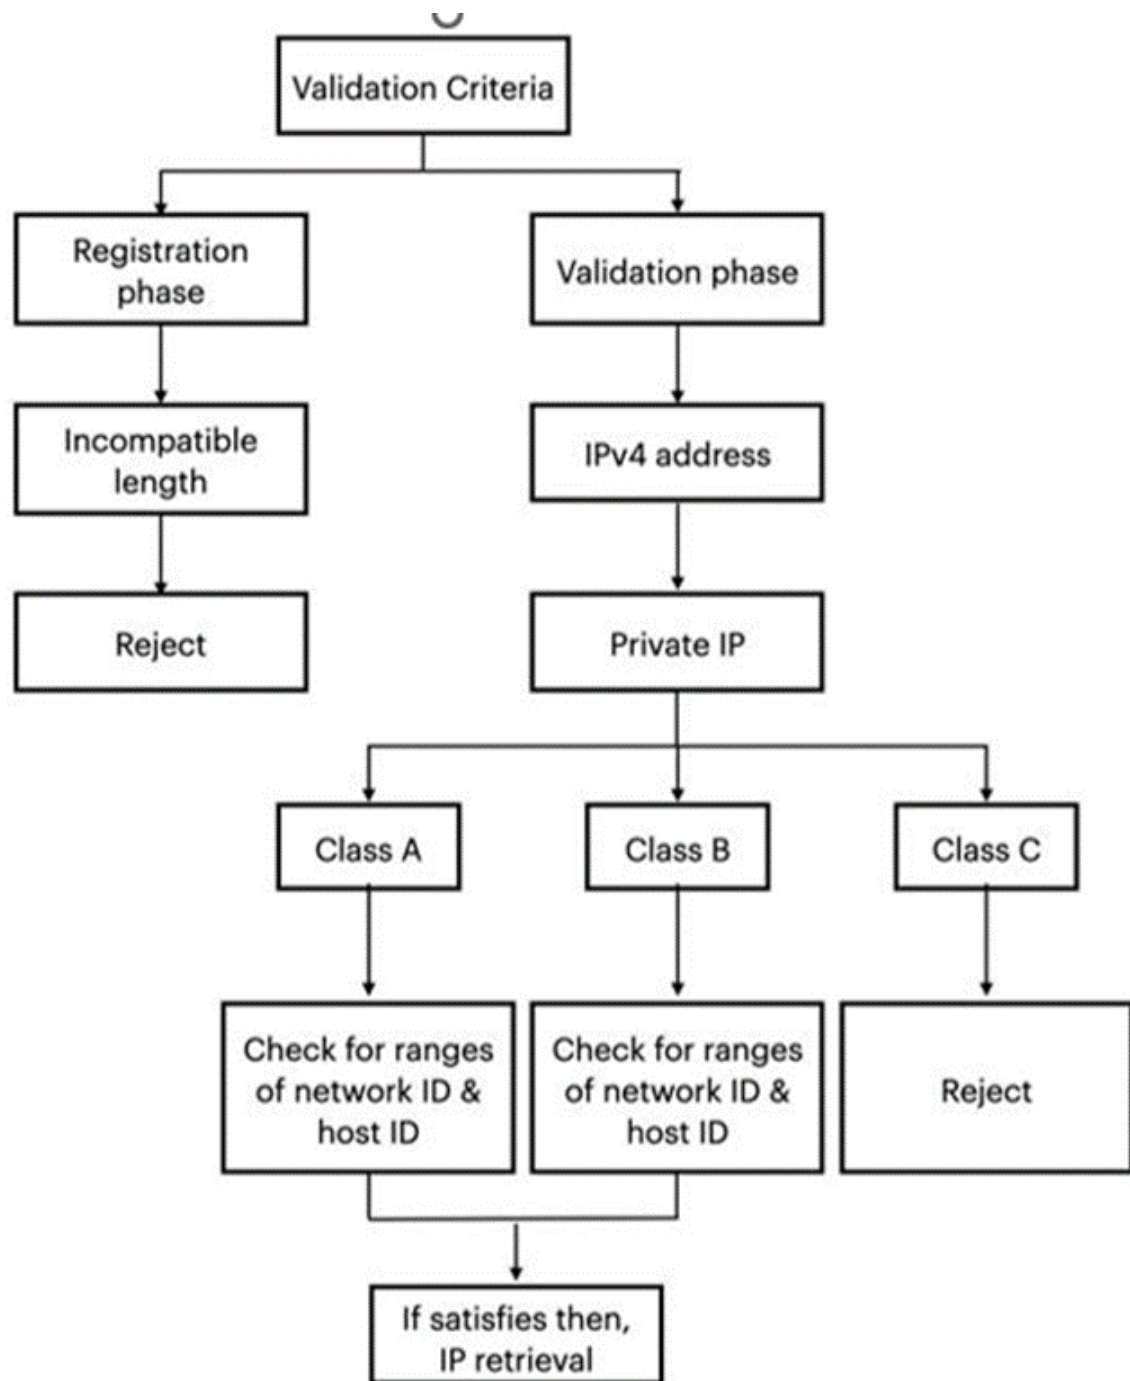 Validation Criteria
Registration
phase
Validation phase
Incompatible
length
IPv4 address
Reject
Private IP
Class A
Class B
Class C
Check for ranges
of network ID &
host ID
Check for ranges
of network ID &
host ID
Reject
If satisfies then,
IP retrieval